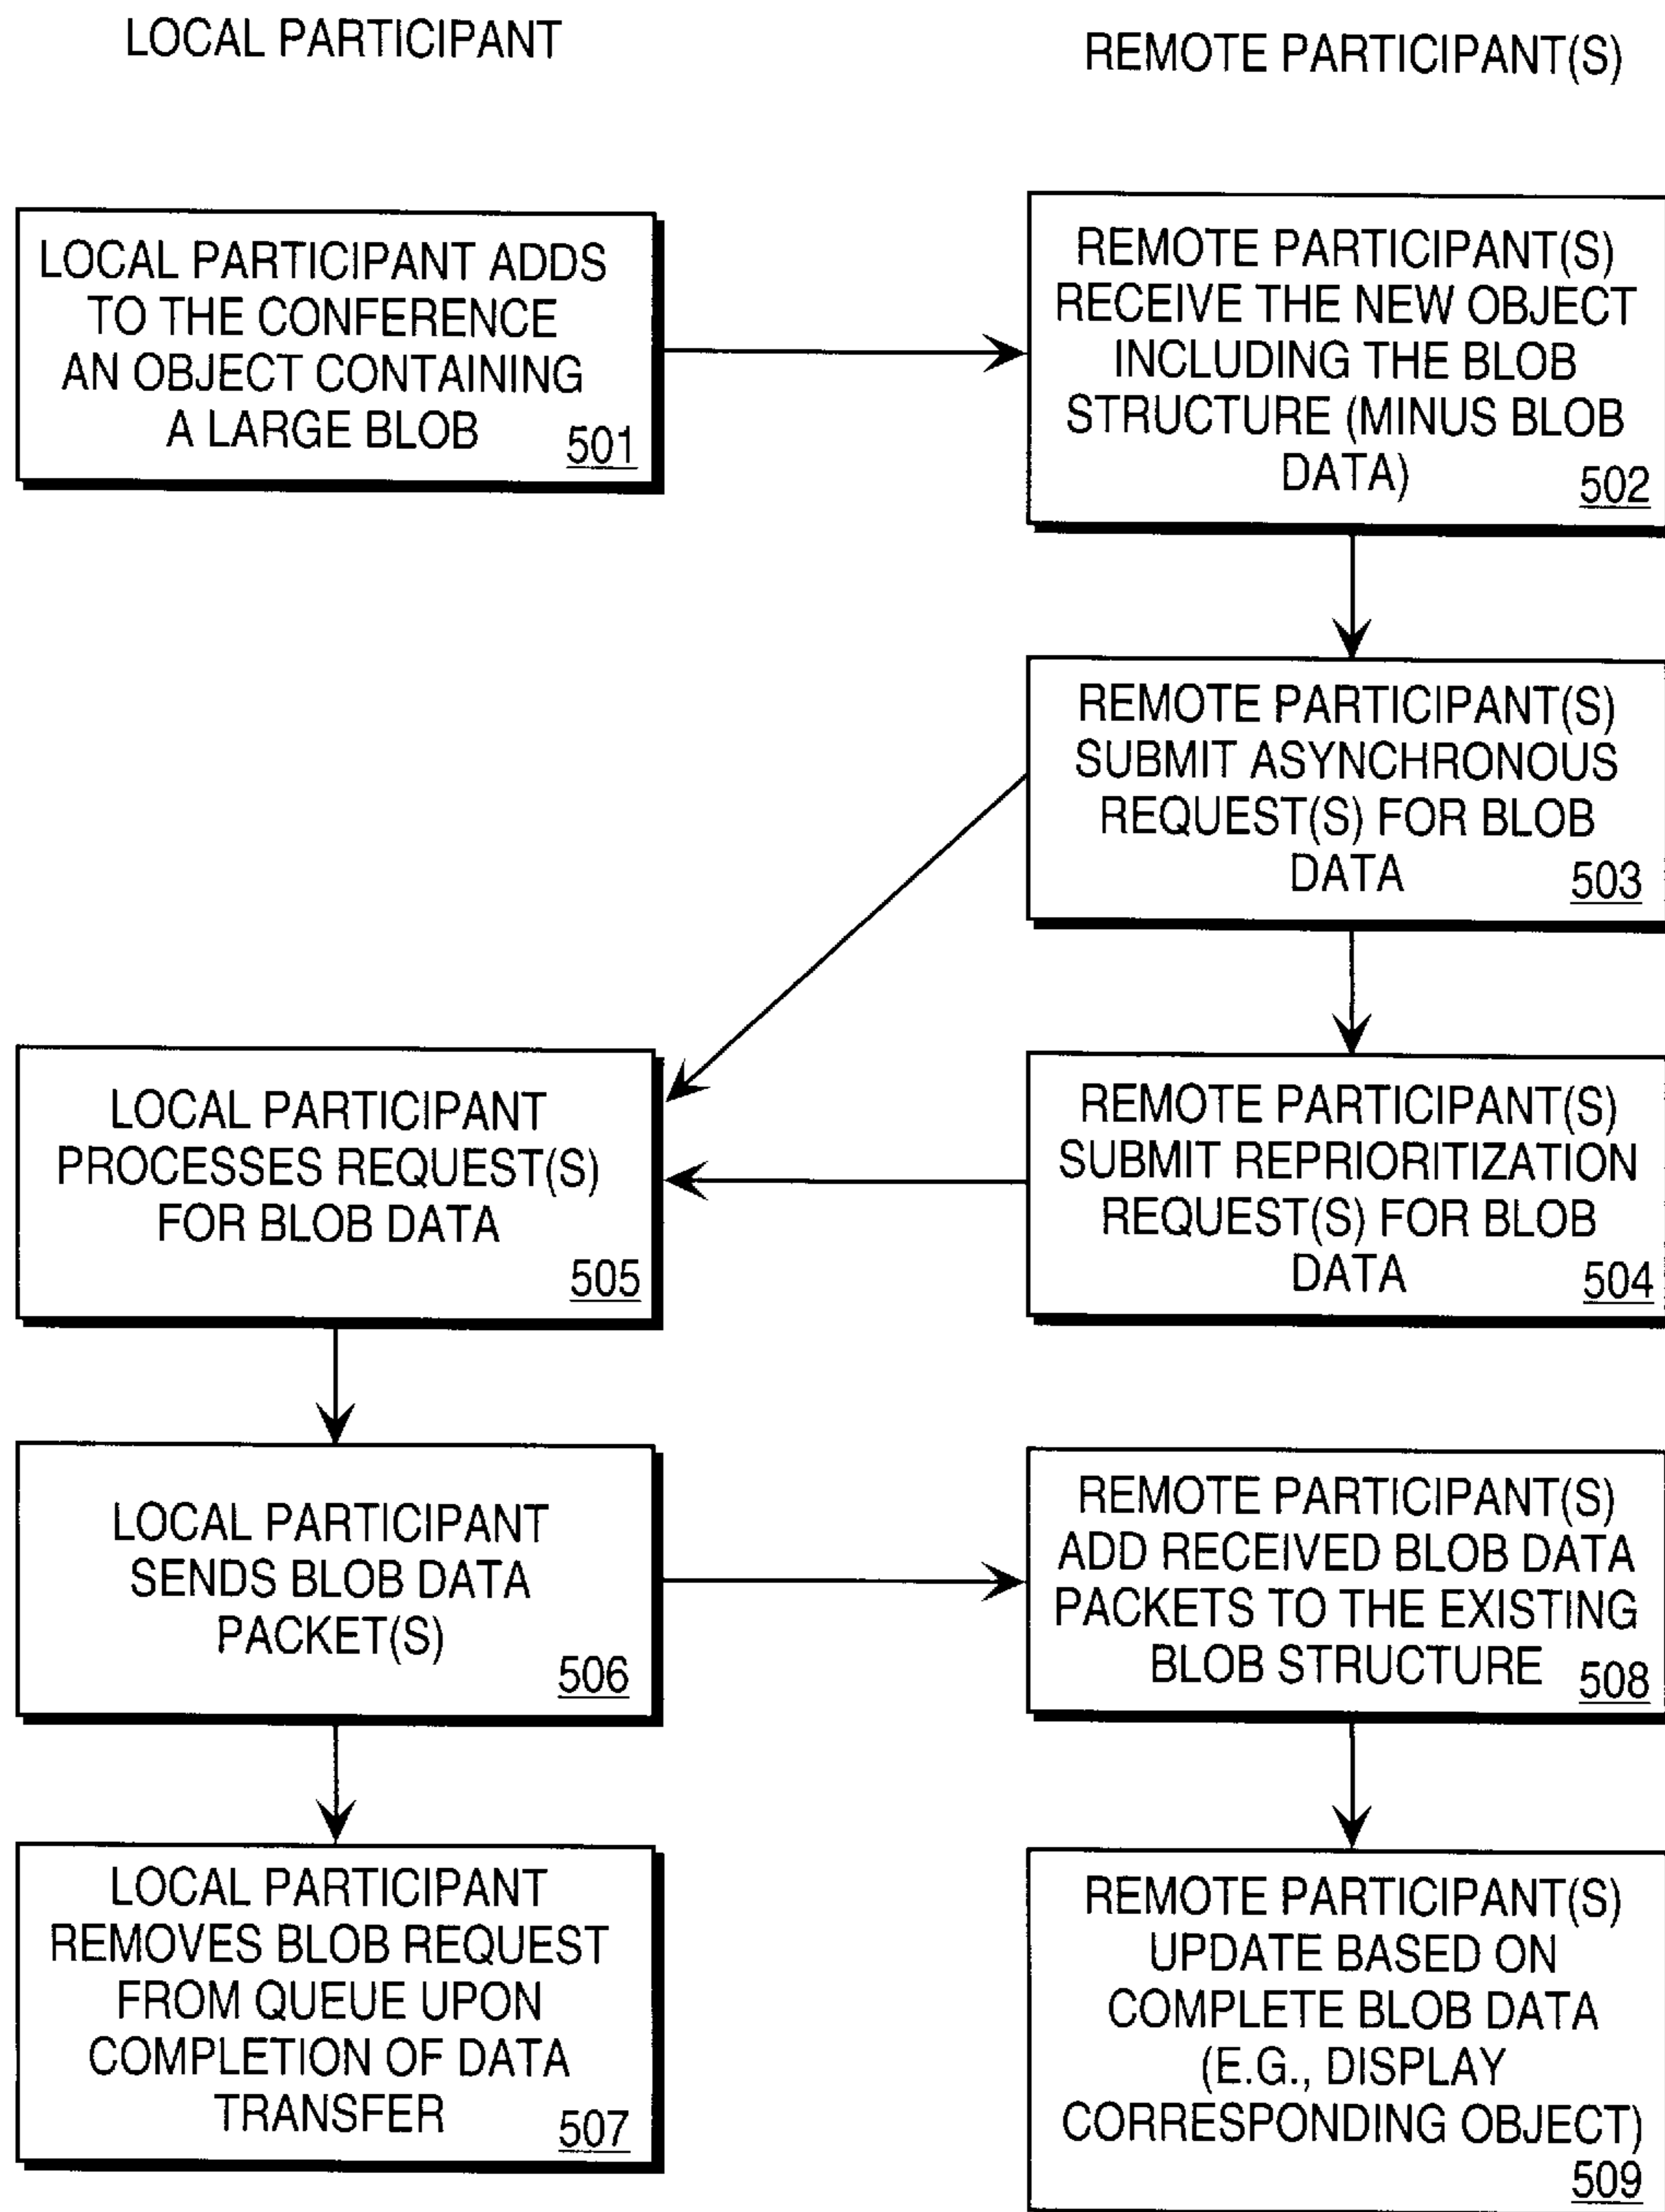 LOCAL PARTICIPANT
REMOTE PARTICIPANT(S)
LOCAL PARTICIPANT ADDS
TO THE CONFERENCE
AN OBJECT CONTAINING
A LARGE BLOB
501
REMOTE PARTICIPANT(S)
RECEIVE THE NEW OBJECT
INCLUDING THE BLOB
STRUCTURE (MINUS BLOB
DATA)
502
REMOTE PARTICIPANT(S)
SUBMIT ASYNCHRONOUS
REQUEST(S) FOR BLOB
DATA
503
REMOTE PARTICIPANT(S)
SUBMIT REPRIORITIZATION
REQUEST(S) FOR BLOB
DATA
504
LOCAL PARTICIPANT
PROCESSES REQUEST(S)
FOR BLOB DATA
505
LOCAL PARTICIPANT
SENDS BLOB DATA
PACKET(S)
506
LOCAL PARTICIPANT
REMOVES BLOB REQUEST
FROM QUEUE UPON
COMPLETION OF DATA
TRANSFER
507
REMOTE PARTICIPANT(S)
ADD RECEIVED BLOB DATA
PACKETS TO THE EXISTING
BLOB STRUCTURE
508
REMOTE PARTICIPANT(S)
UPDATE BASED ON
COMPLETE BLOB DATA
(E.G., DISPLAY
CORRESPONDING OBJECT)
509